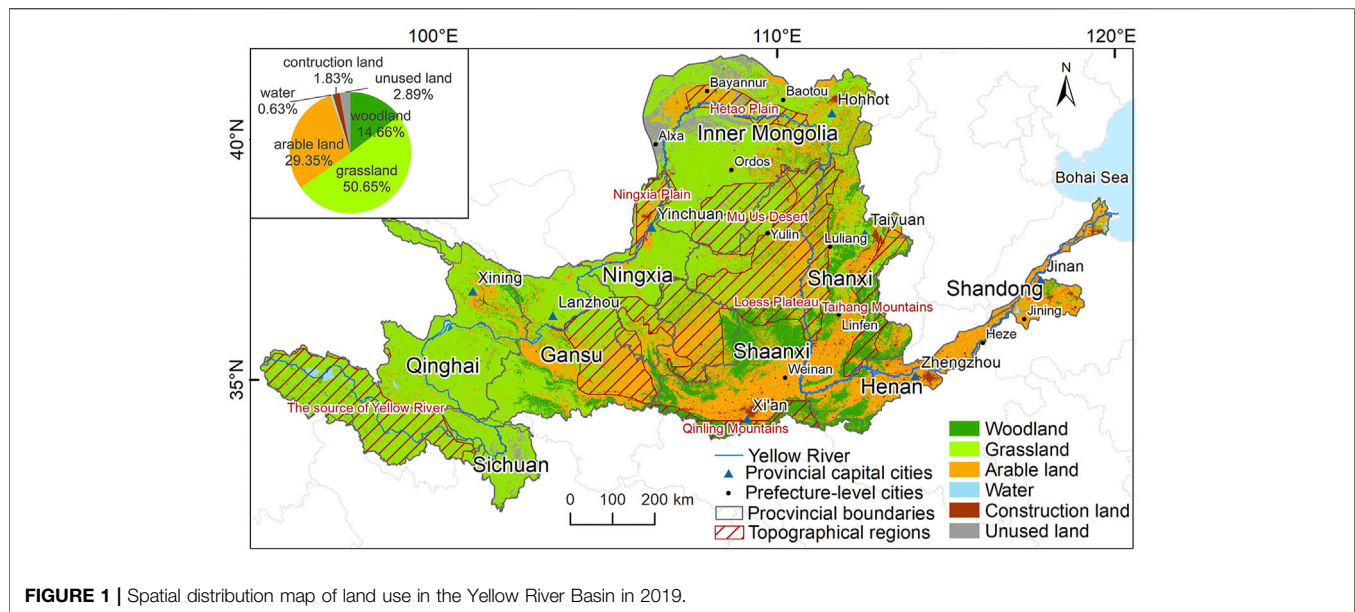 100°E
110°E
120°E
40°N
35°N
contruction land
1.83%
unused land
2.89%
water
0.63%
woodland
14.66%
arable land
29.35%
grassland
50.65%
N
Bayannur
Baotou
Hohhot
Hetao Plain
Inner Mongolia
Alxa
Ordos
Bohai Sea
Ningxia Plain
Yinchuan
Mu Us Desert
Taiyuan
Yulin
Luliang
Xining
Ningxia
Shanxi
Jinan
Lanzhou
Loess Plateau
Taihang Mountains
Shandong
Jining
Linfen
Heze
Qinghai
Gansu
Shaanxi
Zhengzhou
Weinan
Henan
The source of Yellow River
Xi'an
Qinling Mountains
Sichuan
Yellow River
Provincial capital cities
Prefecture-level cities
Procvincial boundaries
Topographical regions
0 100 200 km
Woodland
Grassland
Arable land
Water
Construction land
Unused land
FIGURE 1 | Spatial distribution map of land use in the Yellow River Basin in 2019.